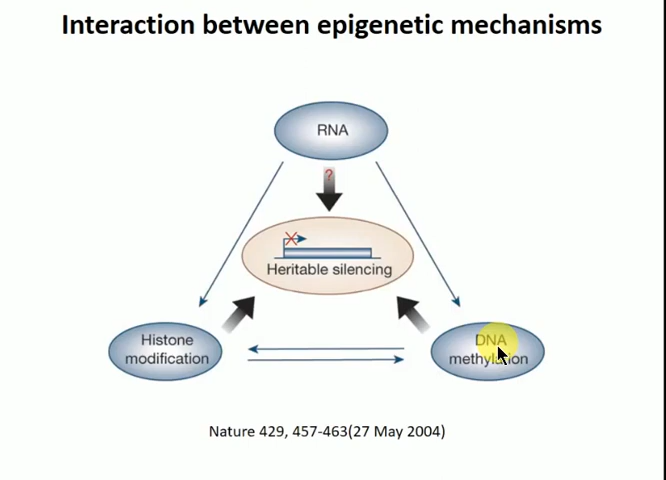 Interaction between epigenetic mechanisms
RNA
?
Heritable silencing
Histone
modification
DNA
methylation
Nature 429, 457-463(27 May 2004)